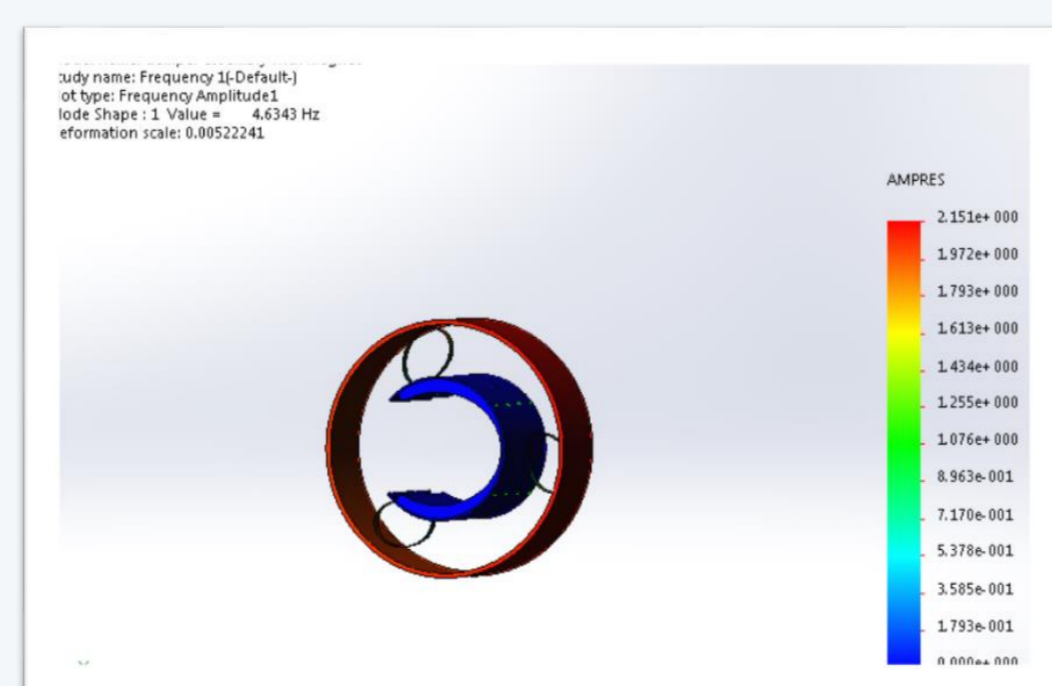 tudy name: Frequency 1(-Default-)
lot type: Frequency Amplitude1
lode Shape : 1 Value = 4.6343 Hz
eformation scale: 0.00522241
AMPRES
2.151e+000
1.972e+000
1.793e+000
1.613e+000
1.434e+000
1.255e+000
1.076e+000
8.963e-001
7.170e-001
5.378e-001
3.585e-001
1.793e-001
0.000e+000